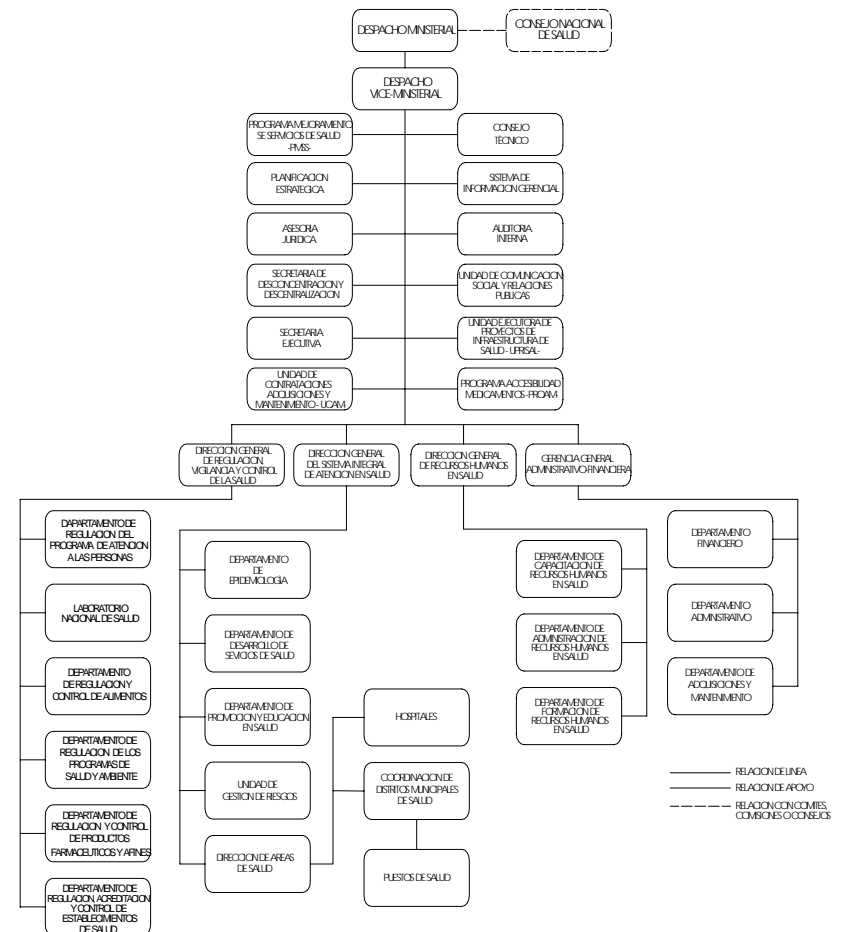 DESPACHO MINISTERIAL
CONSEJO NACIONAL
DE SALUD
DESPACHO
VICE-MINISTERIAL
PROGRAMA MEJORAMIENTO
SE SERVICIOS DE SALUD
-PMSS-
CONSEJO
TECNICO
PLANIFICACION
ESTRATEGICA
SISTEMA DE
INFORMACION GERENCIAL
ASESORIA
JURIDICA
AUDITORIA
INTERNA
SECRETARIA DE
DESCONCENTRACION Y
DESCENTRALIZACION
UNIDAD DE COMUNICACION
SOCIAL Y RELACIONES
PUBLICAS
SECRETARIA
EJECUTIVA
UNIDAD EJECUTORA DE
PROYECTOS DE
INFRAESTRUCTURA DE
SALUD - UPRISAL-
UNIDAD DE
CONTRATACIONES
ADQUISICIONES Y
MANTENIMIENTO - UCAM-
PROGRAMA ACCESIBILIDAD
MEDICAMENTOS -PROAM-
DIRECCION GENERAL
DE REGULACION,
VIGILANCIA Y CONTROL
DE LA SALUD
DIRECCION GENERAL
DEL SISTEMA INTEGRAL
DE ATENCION EN SALUD
DIRECCION GENERAL
DE RECURSOS HUMANOS
EN SALUD
GERENCIA GENERAL
ADMINISTRATIVO-FINANCIERA
DAPARTAMENTO DE
REGULACION DEL
PROGRAMA DE ATENCION
A LAS PERSONAS
LABORATORIO
NACIONAL DE SALUD
DEPARTAMENTO
DE REGULACION Y
CONTROL DE ALIMENTOS
DEPARTAMENTO DE
REGULACION DE LOS
PROGRAMAS DE
SALUD Y AMBIENTE
DEPARTAMENTO DE
REGULACION Y CONTROL
DE PRODUCTOS
FARMACEUTICOS Y AFINES
DEPARTAMENTO DE
REGULACION, ACREDITACION
Y CONTROL DE
ESTABLECIMIENTOS
DE SALUD
DEPARTAMENTO
DE
EPIDEMIOLOGIA
DEPARTAMENTO DE
DESARROLLO DE
SEVICIOS DE SALUD
DEPARTAMENTO DE
PROMOCION Y EDUCACION
EN SALUD
UNIDAD DE
GESTION DE RIESGOS
DIRECCION DE AREAS
DE SALUD
HOSPITALES
COORDINACION DE
DISTRITOS MUNICIPALES
DE SALUD
PUESTOS DE SALUD
DEPARTAMENTO DE
CAPACITACION DE
RECURSOS HUMANOS
EN SALUD
DEPARTAMENTO DE
ADMINISTRACION DE
RECURSOS HUMANOS
EN SALUD
DEPARTAMENTO DE
FORMACION DE
RECURSOS HUMANOS
EN SALUD
DEPARTAMENTO
FINANCIERO
DEPARTAMENTO
ADMINISTRATIVO
DEPARTAMENTO DE
ADQUISICIONES Y
MANTENIMIENTO
RELACION DE LINEA
RELACION DE APOYO
RELACION CON COMITES,
COMISIONES O CONSEJOS